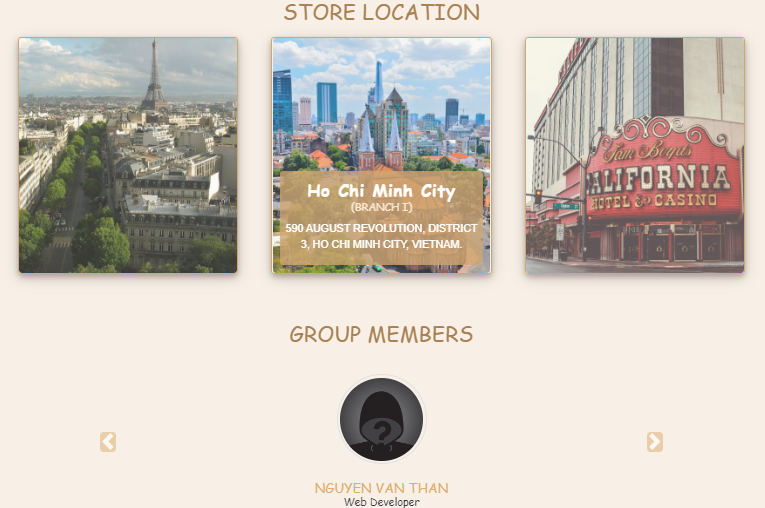 STORE LOCATION
Ho Chi Minh City
(BRANCH I)
590 AUGUST REVOLUTION, DISTRICT
3, HO CHI MINH CITY, VIETNAM.
Sam Boyd's
CALIFORNIA
HOTEL & CASINO
GROUP MEMBERS
?
NGUYEN VAN THAN
Web Developer